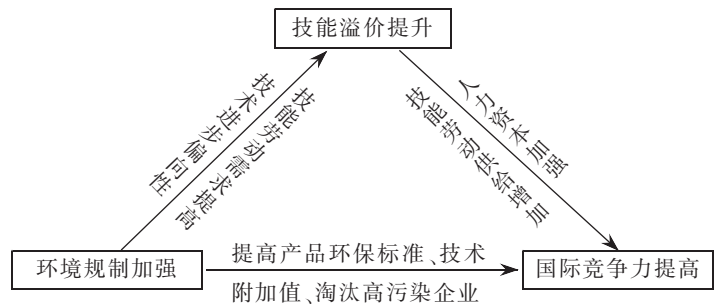 技能溢价提升
技术进步偏向性
技能劳动需求提高
人力资本加强
技能劳动供给增加
环境规制加强
提高产品环保标准、技术
附加值、淘汰高污染企业
国际竞争力提高